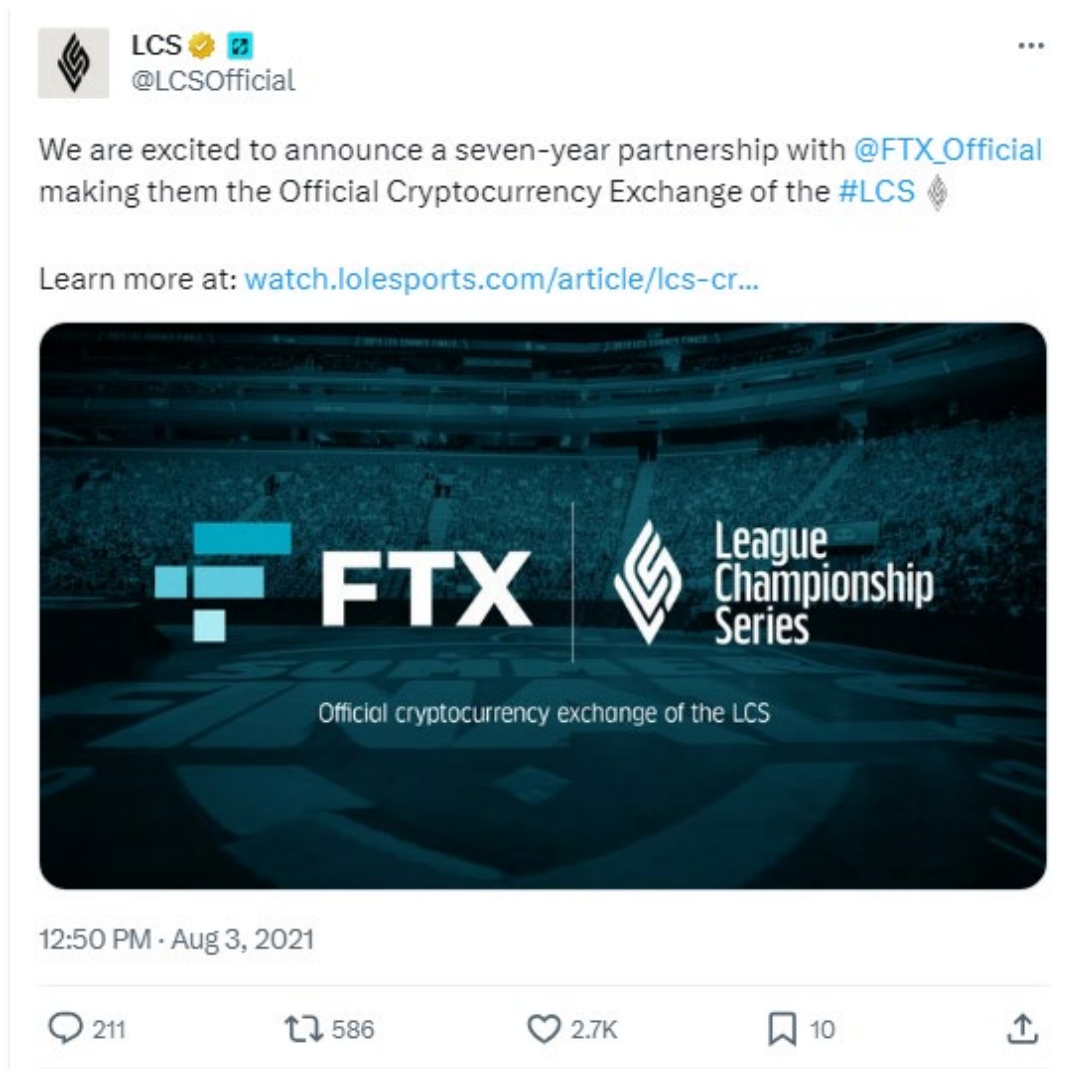 LCS
@LCSOfficial
We are excited to announce a seven-year partnership with @FTX_Official
making them the Official Cryptocurrency Exchange of the #LCS
Learn more at: watch.lolesports.com/article/lcs-cr...
FTX
League
Championship
Series
SUMMER
FINALS
Official cryptocurrency exchange of the LCS
12:50 PM · Aug 3, 2021
211
586
2.7K
10